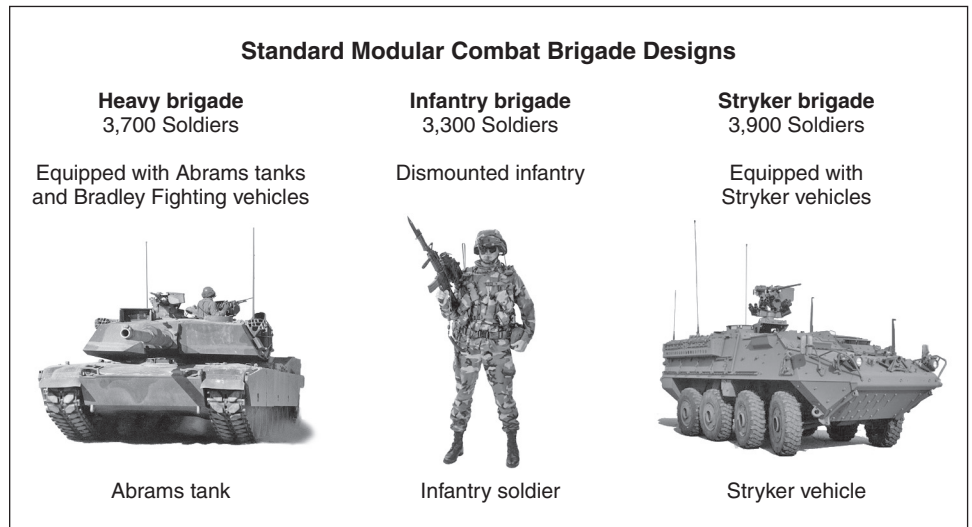 Standard Modular Combat Brigade Designs
Heavy brigade
3,700 Soldiers
Equipped with Abrams tanks
and Bradley Fighting vehicles
Abrams tank
Infantry brigade
3,300 Soldiers
Dismounted infantry
Infantry soldier
Stryker brigade
3,900 Soldiers
Equipped with
Stryker vehicles
Stryker vehicle